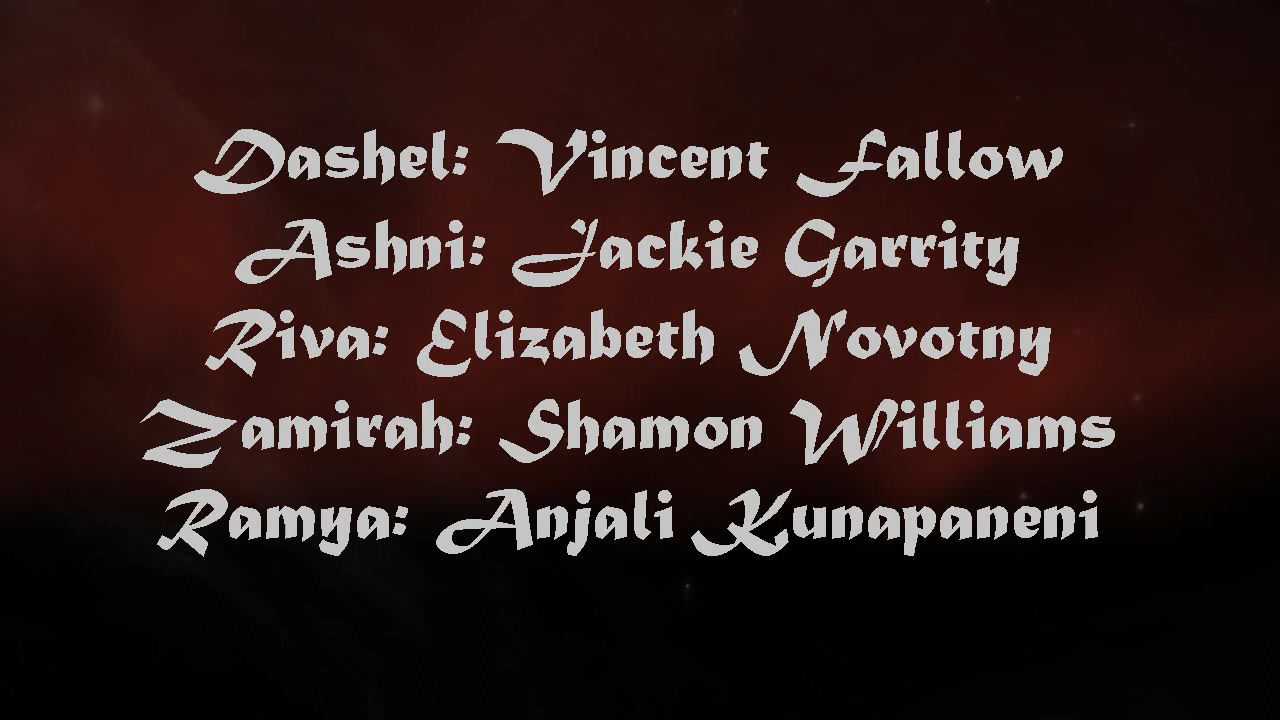 Dashel: Vincent Fallow
Ashni: Jackie Garrity
Riva: Elizabeth Novotny
Zamirah: Shamon Williams
Ramya: Anjali Kunapaneni